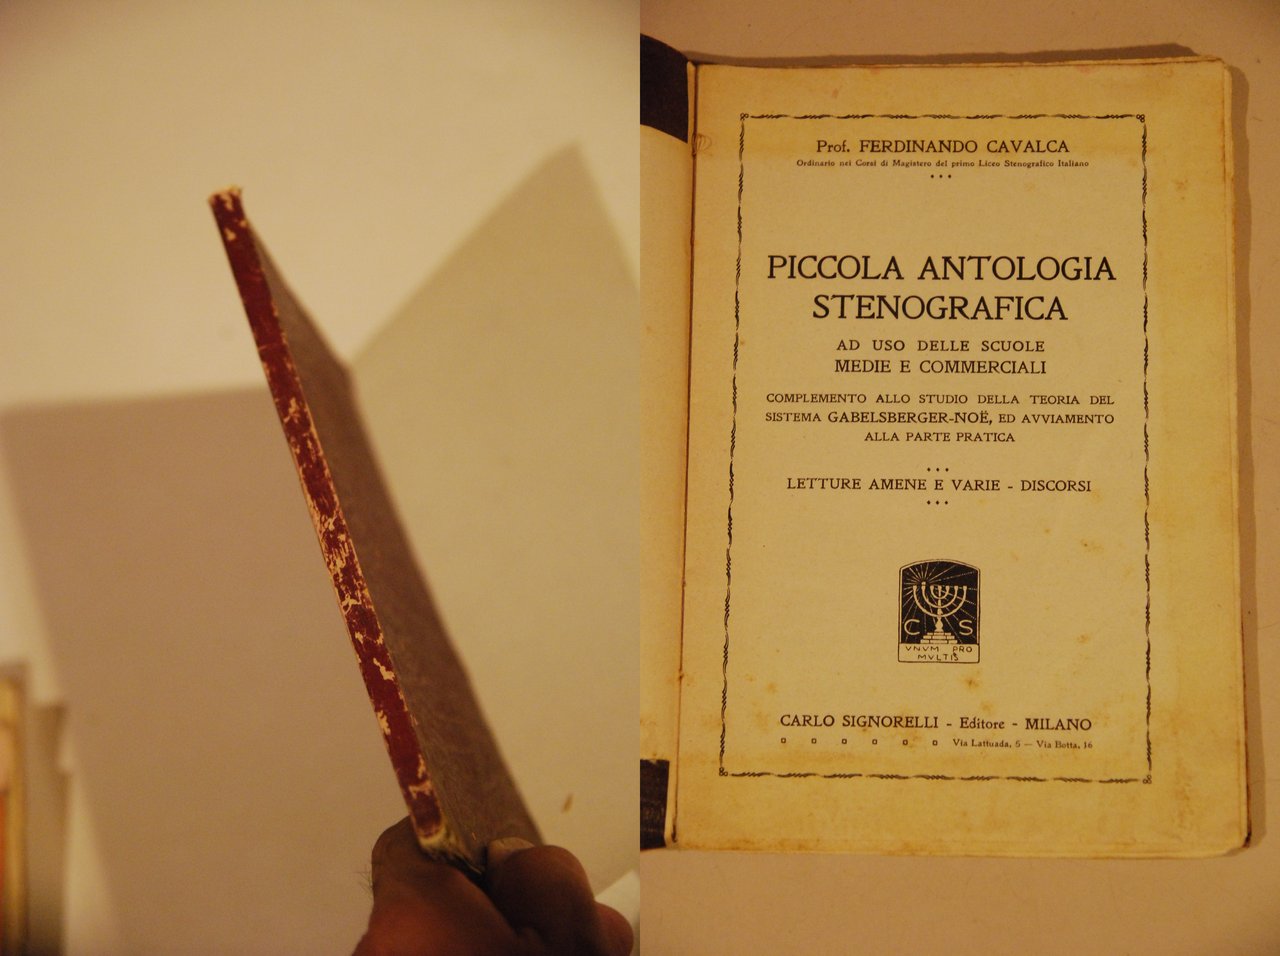 Prof. FERDINANDO CAVALCA
Ordinario nei Corsi di Magistero del primo Liceo Stenografico Italiano
PICCOLA ANTOLOGIA
STENOGRAFICA
AD USO DELLE SCUOLE
MEDIE E COMMERCIALI
COMPLEMENTO ALLO STUDIO DELLA TEORIA DEL
SISTEMA GABELSBERGER-NOË, ED AVVIAMENTO
ALLA PARTE PRATICA
LETTURE AMENE E VARIE - DISCORSI
C S
VNVM PRO
MVLTIS
CARLO SIGNORELLI - Editore - MILANO
Via Lattuada, 5 — Via Botta, 16